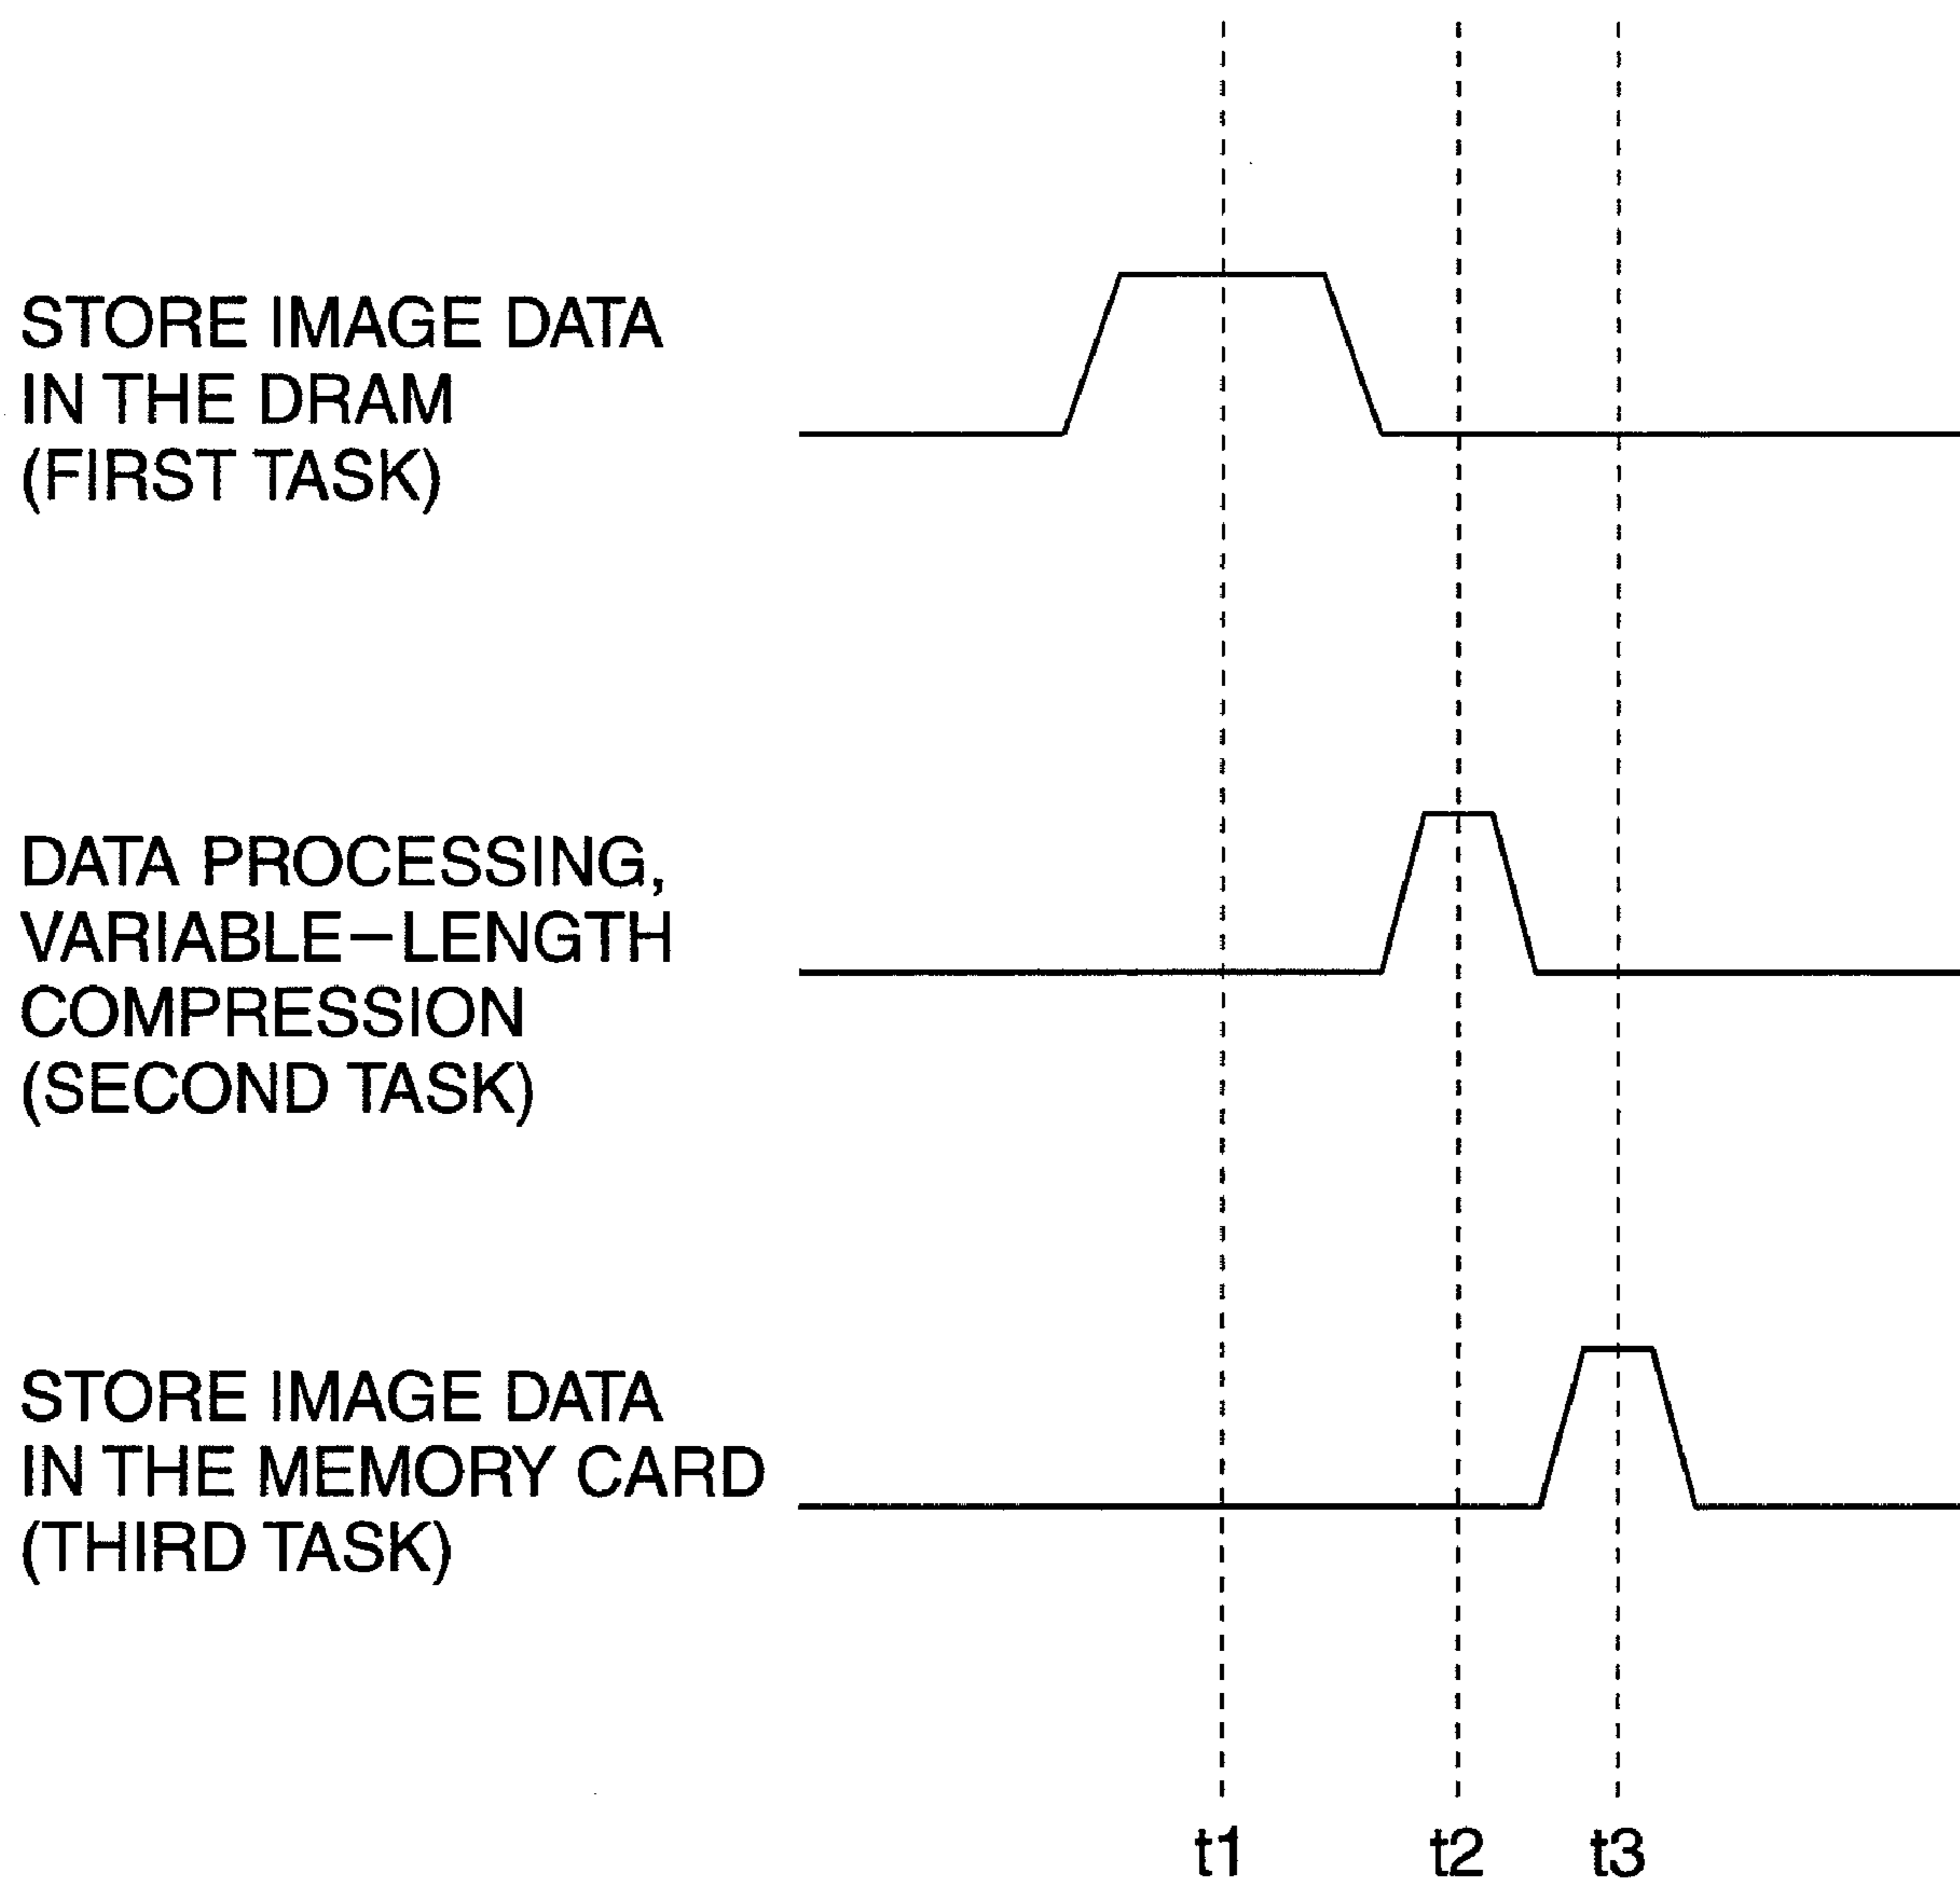 STORE IMAGE DATA
IN THE DRAM
(FIRST TASK)
DATA PROCESSING,
VARIABLE—LENGTH
COMPRESSION
(SECOND TASK)
STORE IMAGE DATA
IN THE MEMORY CARD
(THIRD TASK)
t1 t2 t3